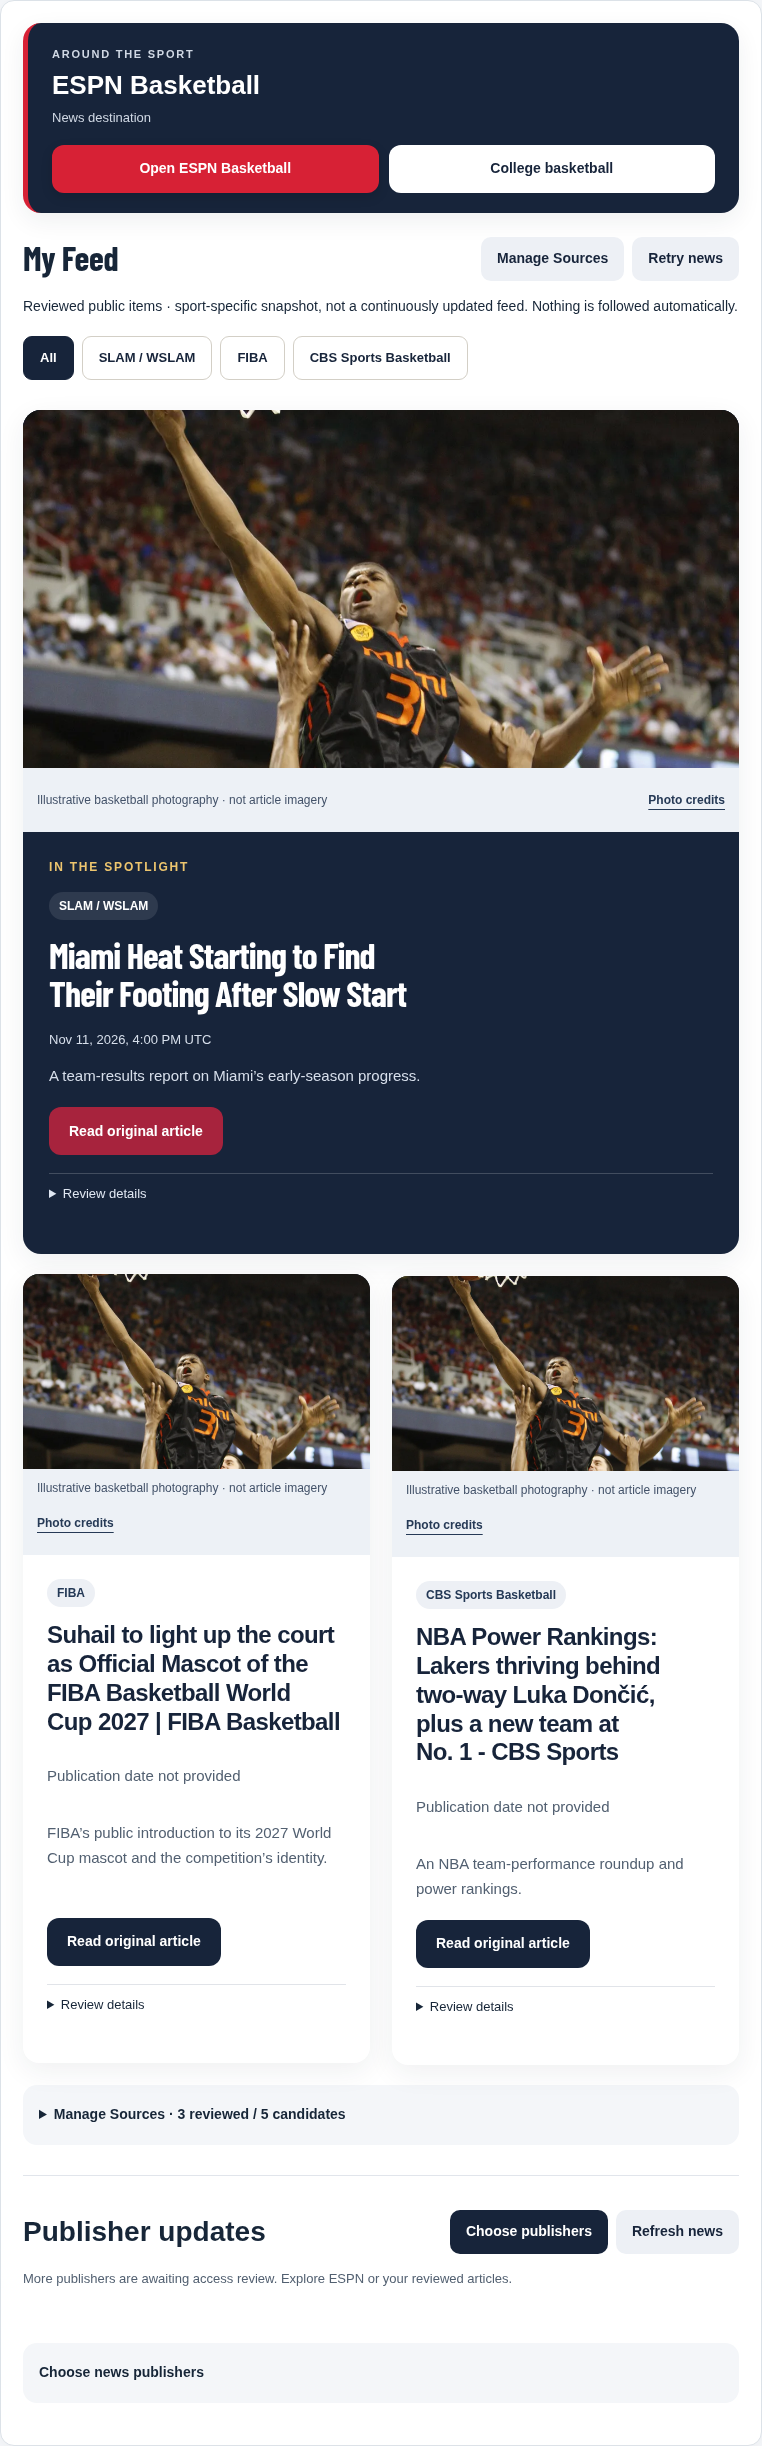 AROUND THE SPORT
ESPN Basketball
News destination
Open ESPN Basketball
College basketball
My Feed
Manage Sources
Retry news
Reviewed public items · sport-specific snapshot, not a continuously updated feed. Nothing is followed automatically.
All
SLAM / WSLAM
FIBA
CBS Sports Basketball
MIAMI
31
Illustrative basketball photography · not article imagery
Photo credits
IN THE SPOTLIGHT
SLAM / WSLAM
Miami Heat Starting to Find
Their Footing After Slow Start
Nov 11, 2026, 4:00 PM UTC
A team-results report on Miami’s early-season progress.
Read original article
Review details
Illustrative basketball photography · not article imagery
Photo credits
FIBA
Suhail to light up the court
as Official Mascot of the
FIBA Basketball World
Cup 2027 | FIBA Basketball
Publication date not provided
FIBA’s public introduction to its 2027 World
Cup mascot and the competition’s identity.
Read original article
Review details
Illustrative basketball photography · not article imagery
Photo credits
CBS Sports Basketball
NBA Power Rankings:
Lakers thriving behind
two-way Luka Dončić,
plus a new team at
No. 1 - CBS Sports
Publication date not provided
An NBA team-performance roundup and
power rankings.
Read original article
Review details
Manage Sources · 3 reviewed / 5 candidates
Publisher updates
Choose publishers
Refresh news
More publishers are awaiting access review. Explore ESPN or your reviewed articles.
Choose news publishers